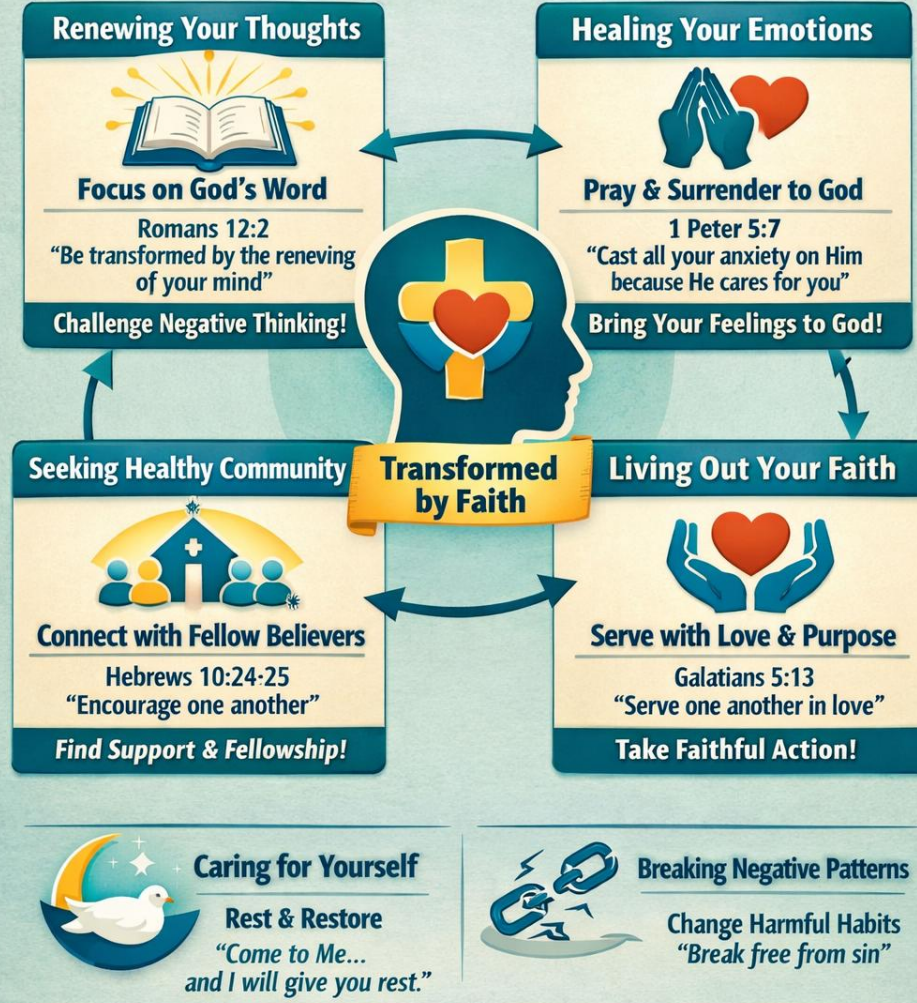 Renewing Your Thoughts
Focus on God's Word
Romans 12:2
"Be transformed by the reneving
of your mind"
Challenge Negative Thinking!
Healing Your Emotions
Pray & Surrender to God
1 Peter 5:7
"Cast all your anxiety on Him
because He cares for you"
Bring Your Feelings to God!
Transformed
by Faith
Seeking Healthy Community
Connect with Fellow Believers
Hebrews 10:24-25
"Encourage one another"
Find Support & Fellowship!
Living Out Your Faith
Serve with Love & Purpose
Galatians 5:13
"Serve one another in love"
Take Faithful Action!
Caring for Yourself
Rest & Restore
"Come to Me...
and I will give you rest."
Breaking Negative Patterns
Change Harmful Habits
"Break free from sin"